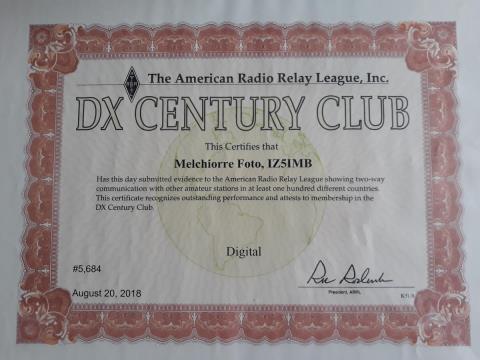 The American Radio Relay League, Inc.
DX CENTURY CLUB
This Certifies that
Melchiorre Foto, IZ5IMB
Has this day submitted evidence to the American Radio Relay League showing two-way
communication with other amateur stations in at least one hundred different countries.
This certificate recognizes outstanding performance and attests to membership in the
DX Century Club.
Digital
#5,684
August 20, 2018
President, ARRL